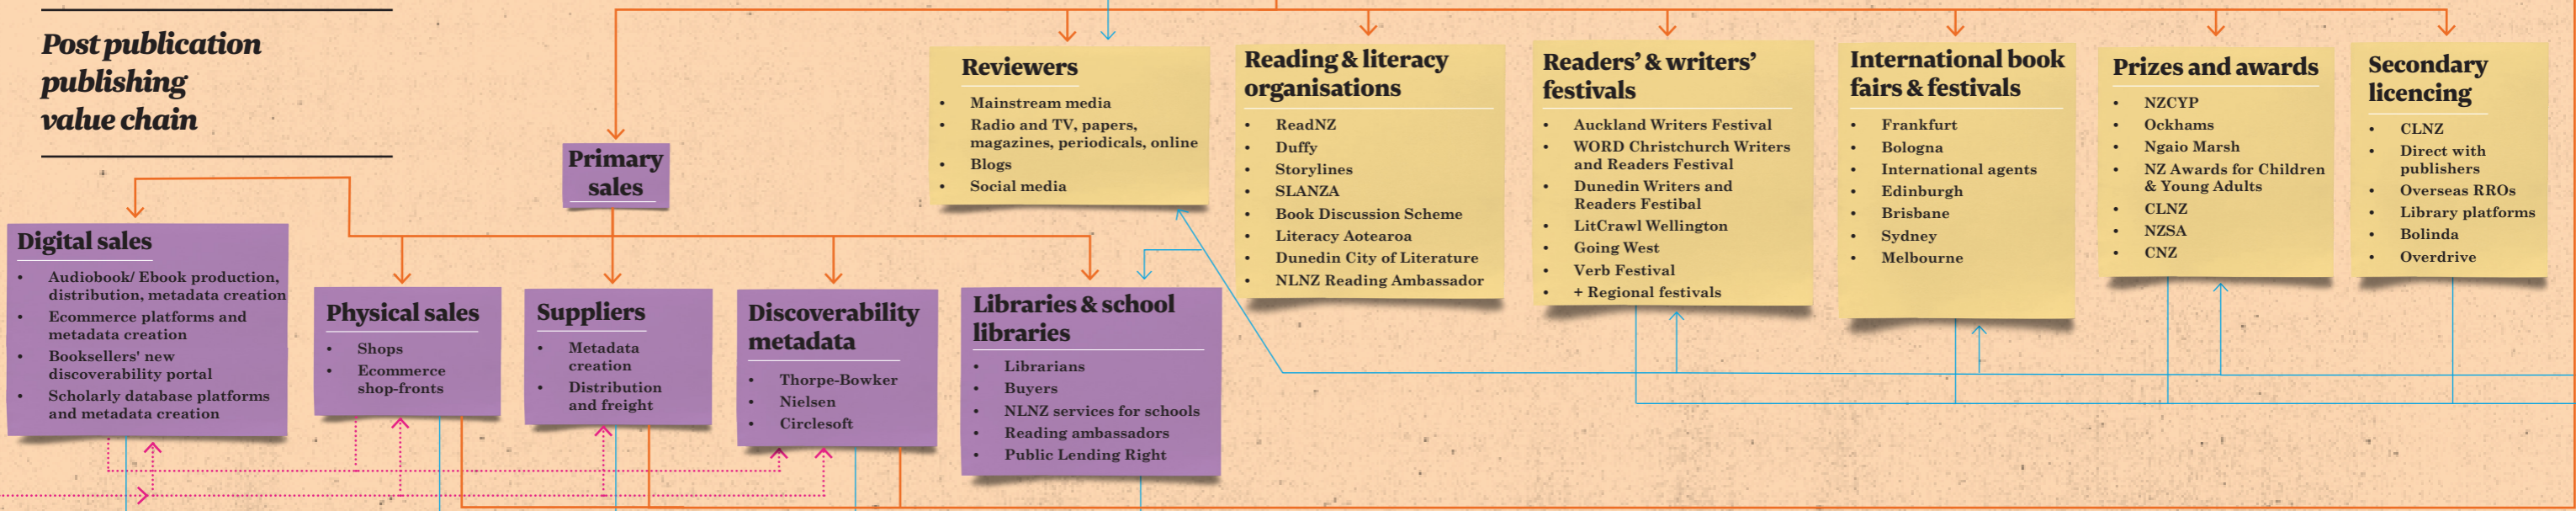 Post publication
publishing
value chain
Primary
sales
Digital sales
• Audiobook/ Ebook production,
distribution, metadata creation
• Ecommerce platforms and
metadata creation
• Booksellers' new
discoverability portal
• Scholarly database platforms
and metadata creation
Physical sales
• Shops
• Ecommerce
shop-fronts
Suppliers
• Metadata
creation
• Distribution
and freight
Discoverability
metadata
• Thorpe-Bowker
• Nielsen
• Circlesoft
Libraries & school
libraries
• Librarians
• Buyers
• NLNZ services for schools
• Reading ambassadors
• Public Lending Right
Reviewers
• Mainstream media
• Radio and TV, papers,
magazines, periodicals, online
• Blogs
• Social media
Reading & literacy
organisations
• ReadNZ
• Duffy
• Storylines
• SLANZA
• Book Discussion Scheme
• Literacy Aotearoa
• Dunedin City of Literature
• NLNZ Reading Ambassador
Readers’ & writers’
festivals
• Auckland Writers Festival
• WORD Christchurch Writers
and Readers Festival
• Dunedin Writers and
Readers Festibal
• LitCrawl Wellington
• Going West
• Verb Festival
• + Regional festivals
International book
fairs & festivals
• Frankfurt
• Bologna
• International agents
• Edinburgh
• Brisbane
• Sydney
• Melbourne
Prizes and awards
• NZCYP
• Ockhams
• Ngaio Marsh
• NZ Awards for Children
& Young Adults
• CLNZ
• NZSA
• CNZ
Secondary
licencing
• CLNZ
• Direct with
publishers
• Overseas RROs
• Library platforms
• Bolinda
• Overdrive